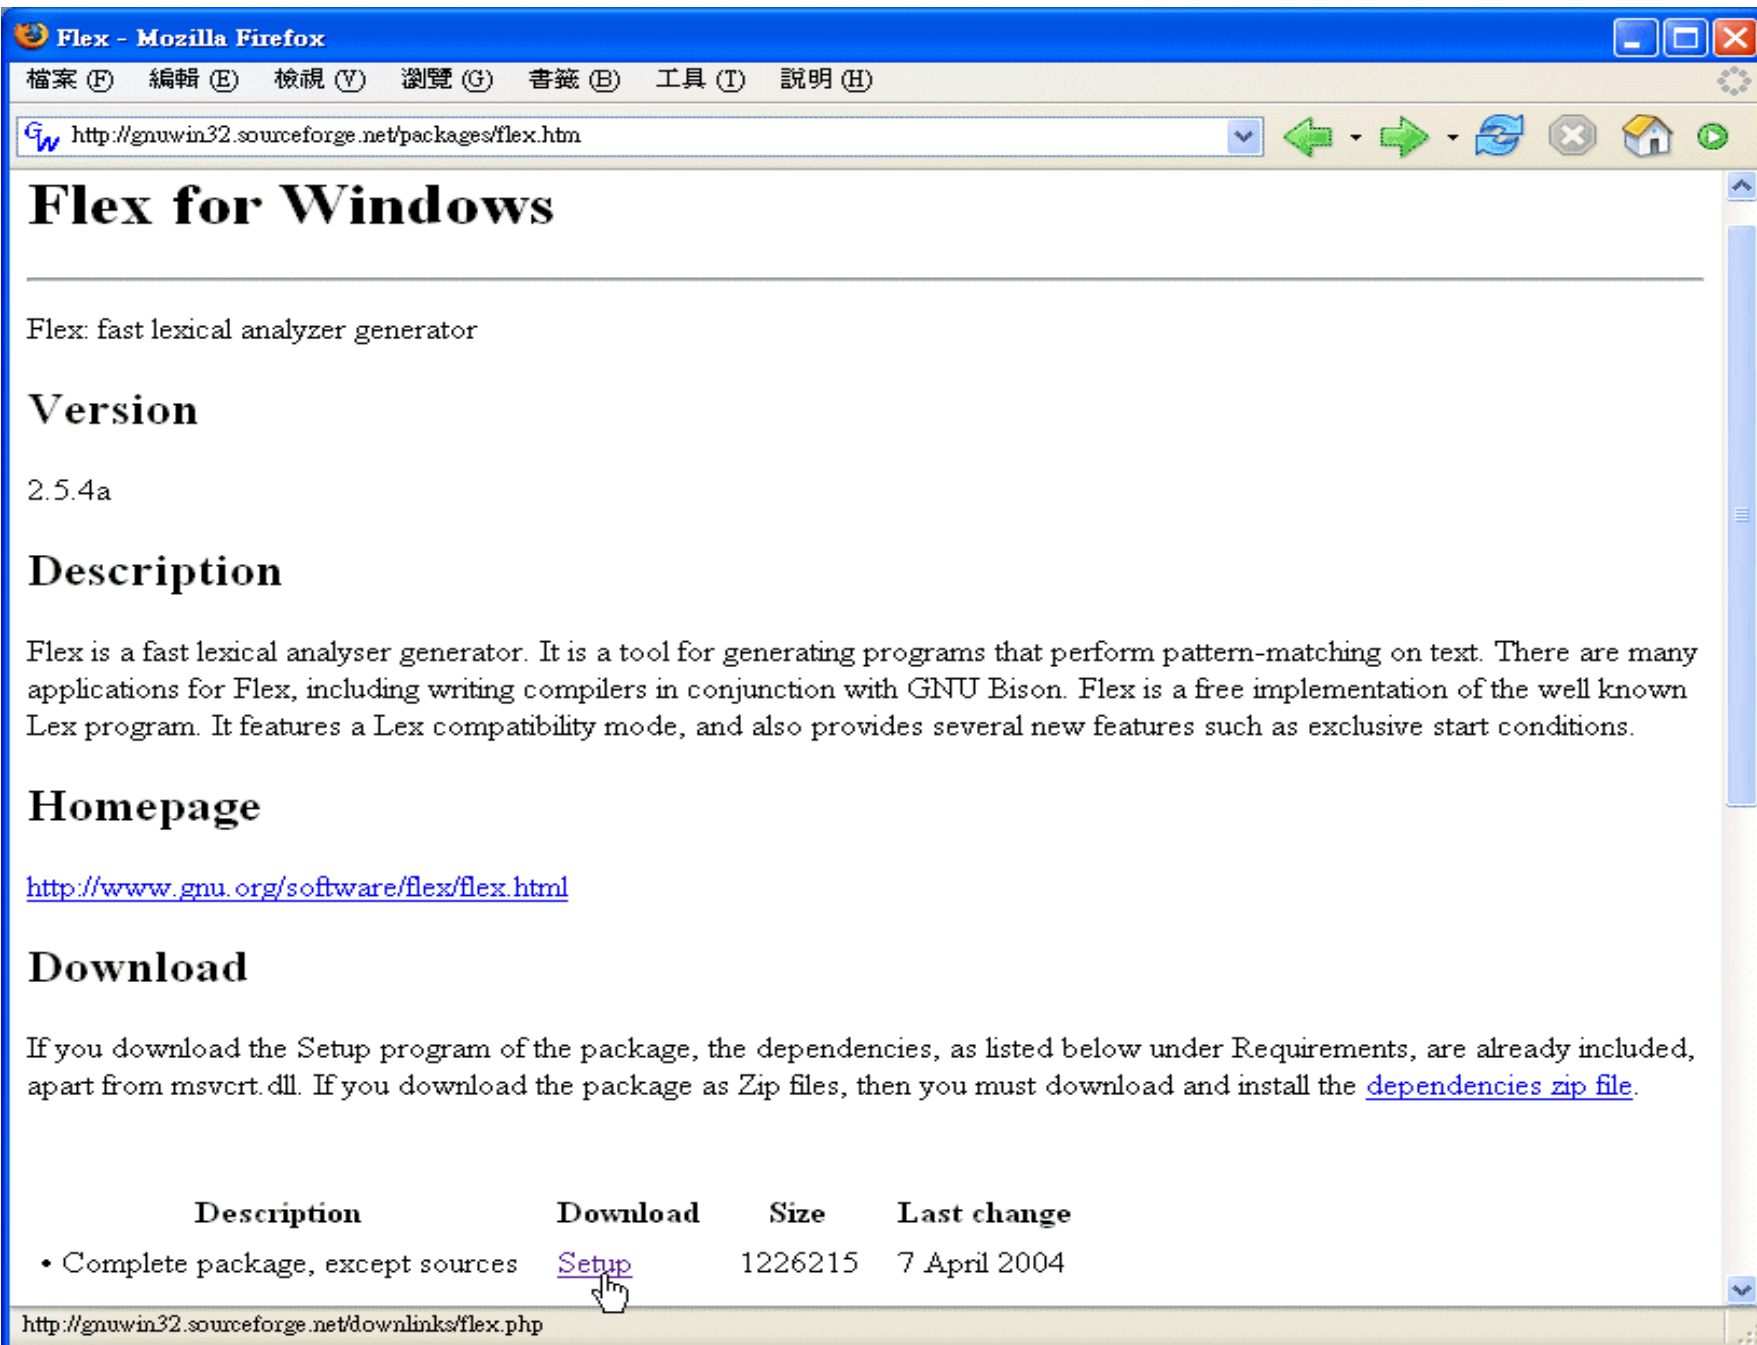 Flex - Mozilla Firefox
檔案 (F) 編輯 (E) 檢視 (V) 瀏覽 (G) 書籤 (B) 工具 (T) 說明 (H)
GW http://gnuwin32.sourceforge.net/packages/flex.htm
Flex for Windows
Flex: fast lexical analyzer generator
Version
2.5.4a
Description
Flex is a fast lexical analyser generator. It is a tool for generating programs that perform pattern-matching on text. There are many
applications for Flex, including writing compilers in conjunction with GNU Bison. Flex is a free implementation of the well known
Lex program. It features a Lex compatibility mode, and also provides several new features such as exclusive start conditions.
Homepage
http://www.gnu.org/software/flex/flex.html
Download
If you download the Setup program of the package, the dependencies, as listed below under Requirements, are already included,
apart from msvcrt.dll. If you download the package as Zip files, then you must download and install the dependencies zip file.
Description Download Size Last change
• Complete package, except sources Setup 1226215 7 April 2004
http://gnuwin32.sourceforge.net/downlinks/flex.php